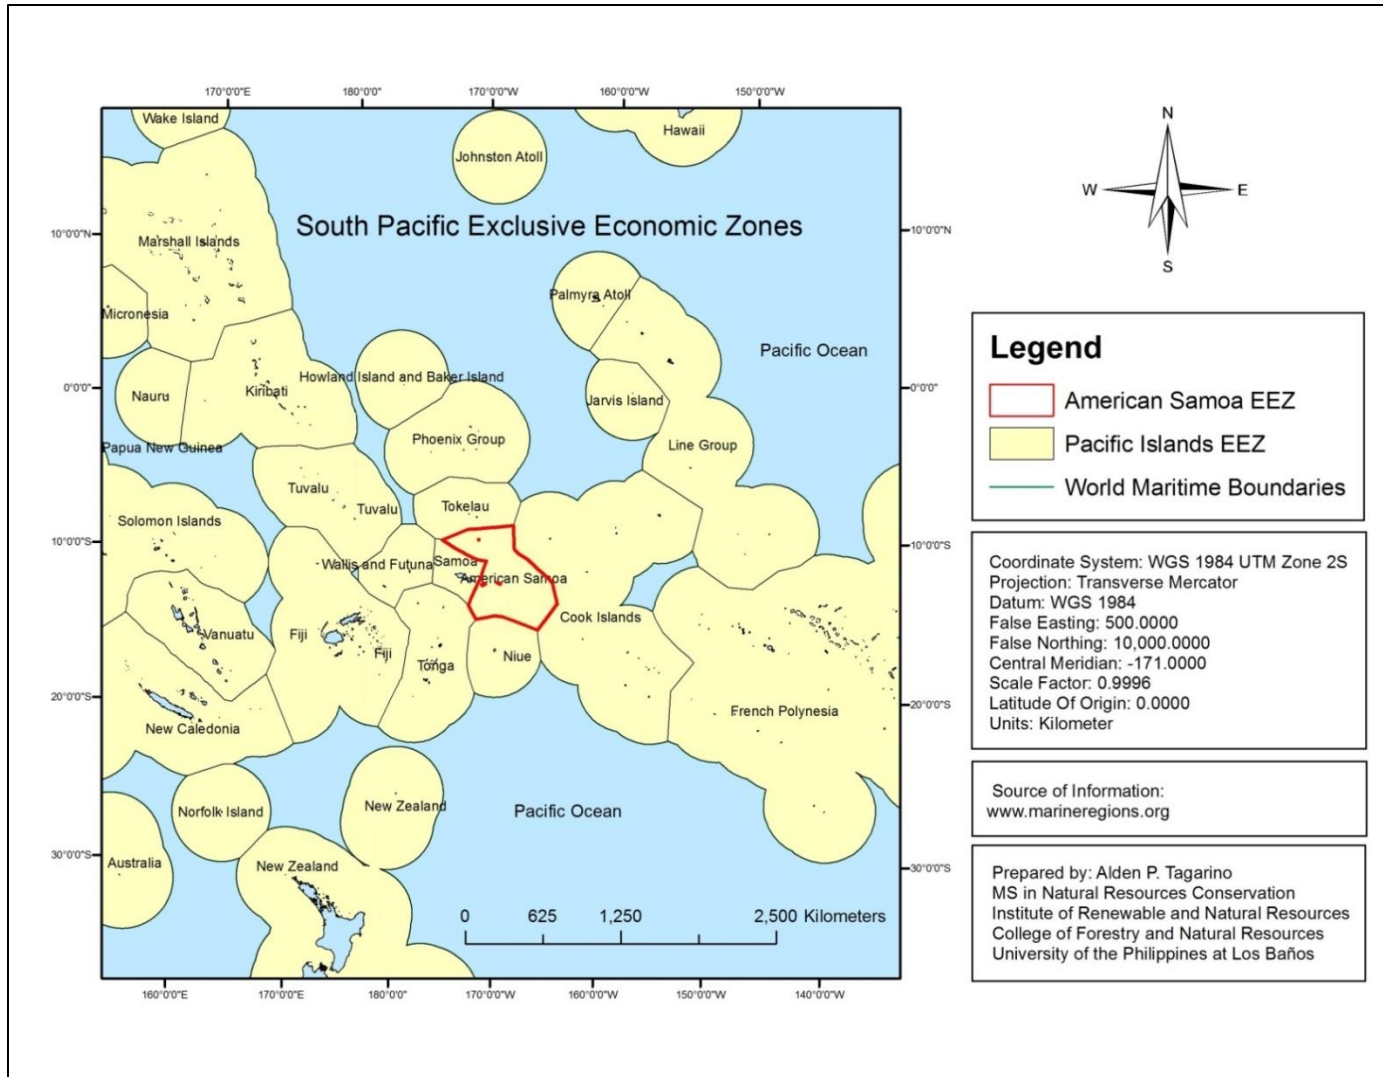 170°0'0"E
180°0'0"
170°0'0"W
160°0'0"W
150°0'0"W
Wake Island
Hawaii
Johnston Atoll
South Pacific Exclusive Economic Zones
10°0'0"N
10°0'0"N
Marshall Islands
Palmyra Atoll
Micronesia
Pacific Ocean
Howland Island and Baker Island
0°0'0"
0°0'0"
Nauru
Kiribati
Jarvis Island
Papua New Guinea
Phoenix Group
Line Group
Tuvalu
Tuvalu
Tokelau
Solomon Islands
10°0'0"S
10°0'0"S
Wallis and Futuna
Samoa
American Samoa
Cook Islands
Vanuatu
Fiji
Fiji
Tonga
Niue
20°0'0"S
20°0'0"S
New Caledonia
French Polynesia
Norfolk Island
New Zealand
Pacific Ocean
30°0'0"S
30°0'0"S
Australia
New Zealand
0 625 1,250 2,500 Kilometers
160°0'0"E
170°0'0"E
180°0'0"
170°0'0"W
160°0'0"W
150°0'0"W
140°0'0"W
N
W
E
S
Legend
American Samoa EEZ
Pacific Islands EEZ
World Maritime Boundaries
Coordinate System: WGS 1984 UTM Zone 2S
Projection: Transverse Mercator
Datum: WGS 1984
False Easting: 500.0000
False Northing: 10,000.0000
Central Meridian: -171.0000
Scale Factor: 0.9996
Latitude Of Origin: 0.0000
Units: Kilometer
Source of Information:
www.marineregions.org
Prepared by: Alden P. Tagarino
MS in Natural Resources Conservation
Institute of Renewable and Natural Resources
College of Forestry and Natural Resources
University of the Philippines at Los Baños